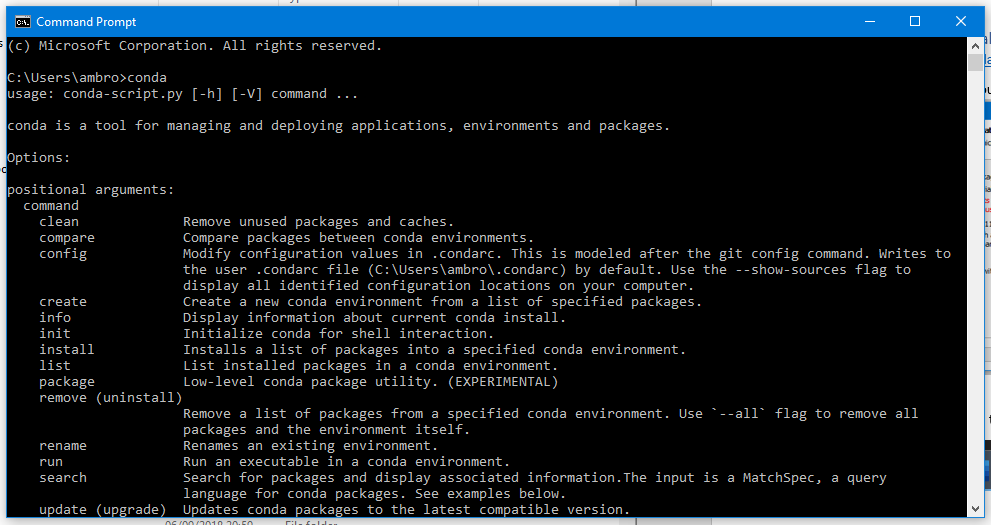 Command Prompt
(c) Microsoft Corporation. All rights reserved.
C:\Users\ambro>conda
usage: conda-script.py [-h] [-V] command ...
conda is a tool for managing and deploying applications, environments and packages.
Options:
positional arguments:
command
clean Remove unused packages and caches.
compare Compare packages between conda environments.
config Modify configuration values in .condarc. This is modeled after the git config command. Writes to
the user .condarc file (C:\Users\ambro\.condarc) by default. Use the --show-sources flag to
display all identified configuration locations on your computer.
create Create a new conda environment from a list of specified packages.
info Display information about current conda install.
init Initialize conda for shell interaction.
install Installs a list of packages into a specified conda environment.
list List installed packages in a conda environment.
package Low-level conda package utility. (EXPERIMENTAL)
remove (uninstall)
Remove a list of packages from a specified conda environment. Use `--all` flag to remove all
packages and the environment itself.
rename Renames an existing environment.
run Run an executable in a conda environment.
search Search for packages and display associated information.The input is a MatchSpec, a query
language for conda packages. See examples below.
update (upgrade) Updates conda packages to the latest compatible version.